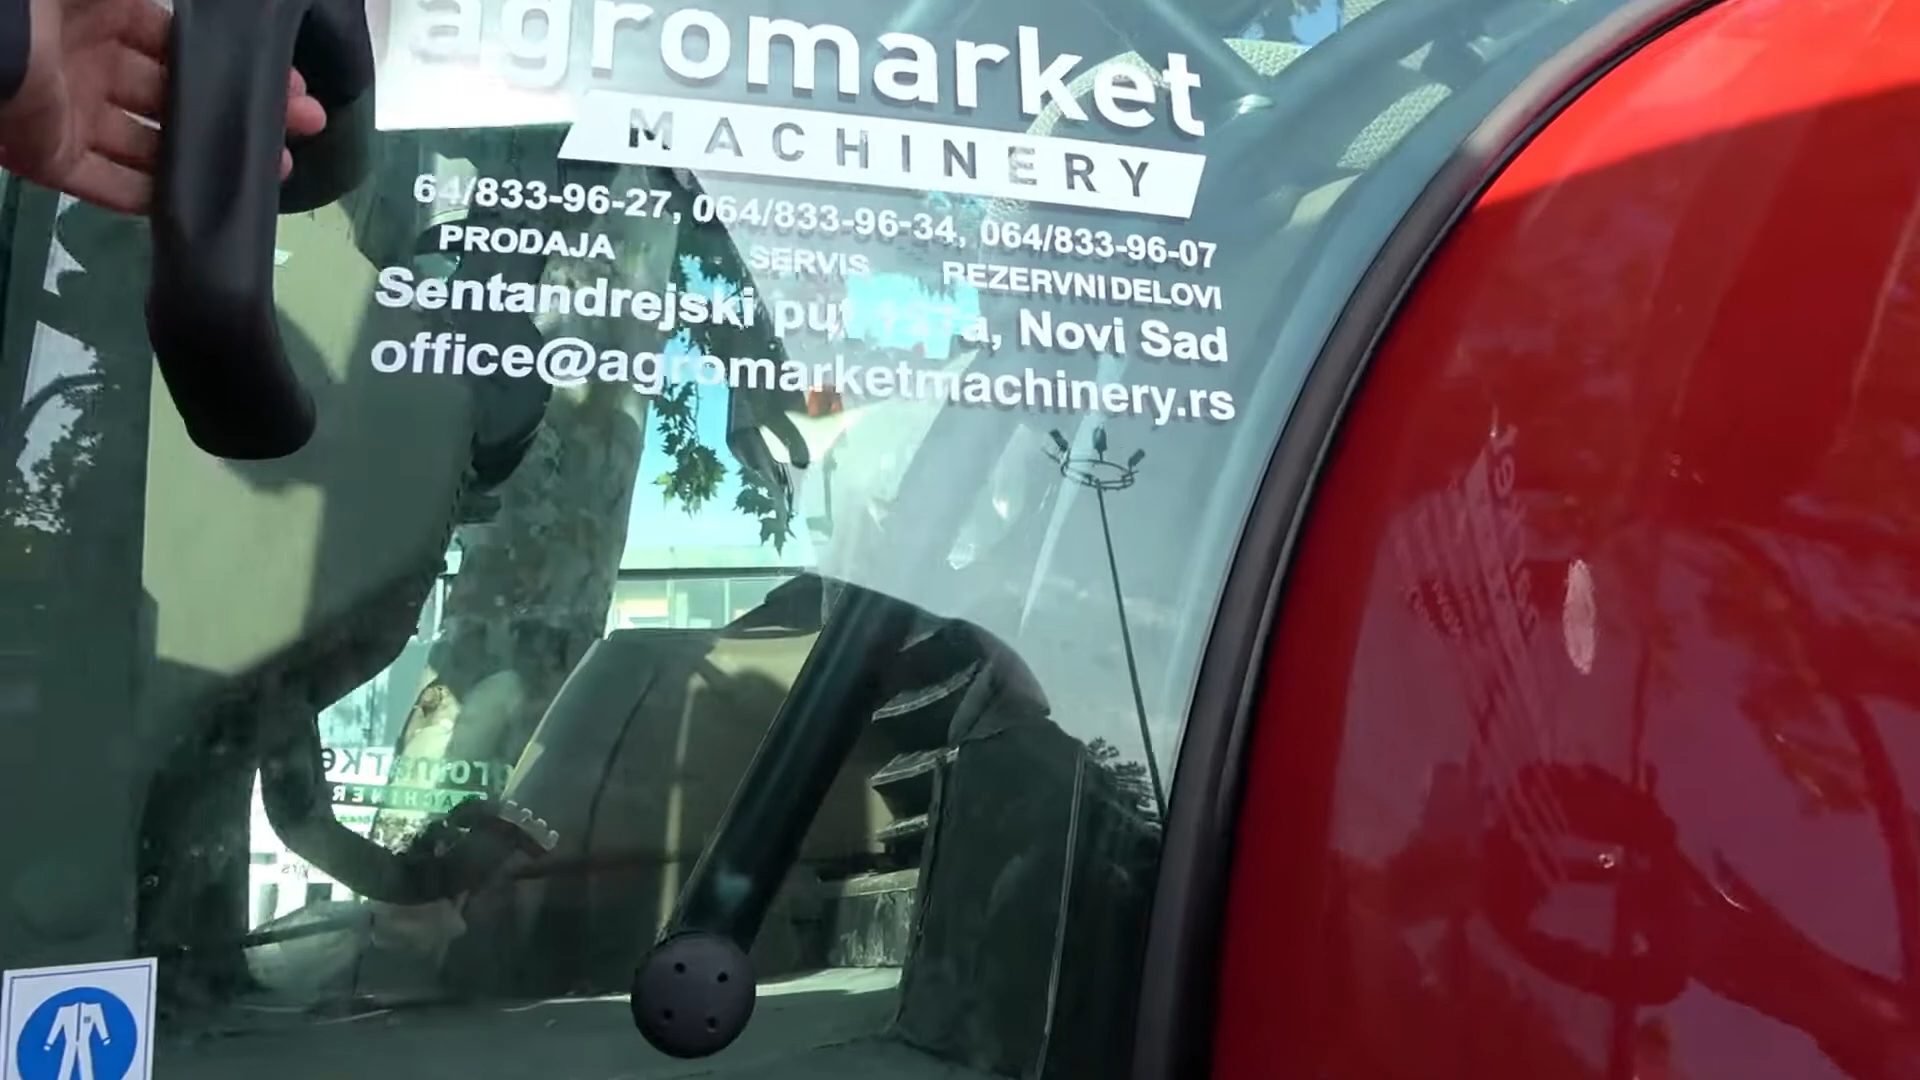 agromarket
MACHINERY
64/833-96-27, 064/833-96-34, 064/833-96-07
PRODAJA SERVIS REZERVNI DELOVI
Sentandrejski put Novi Sad
office@agromarketmachinery.rs